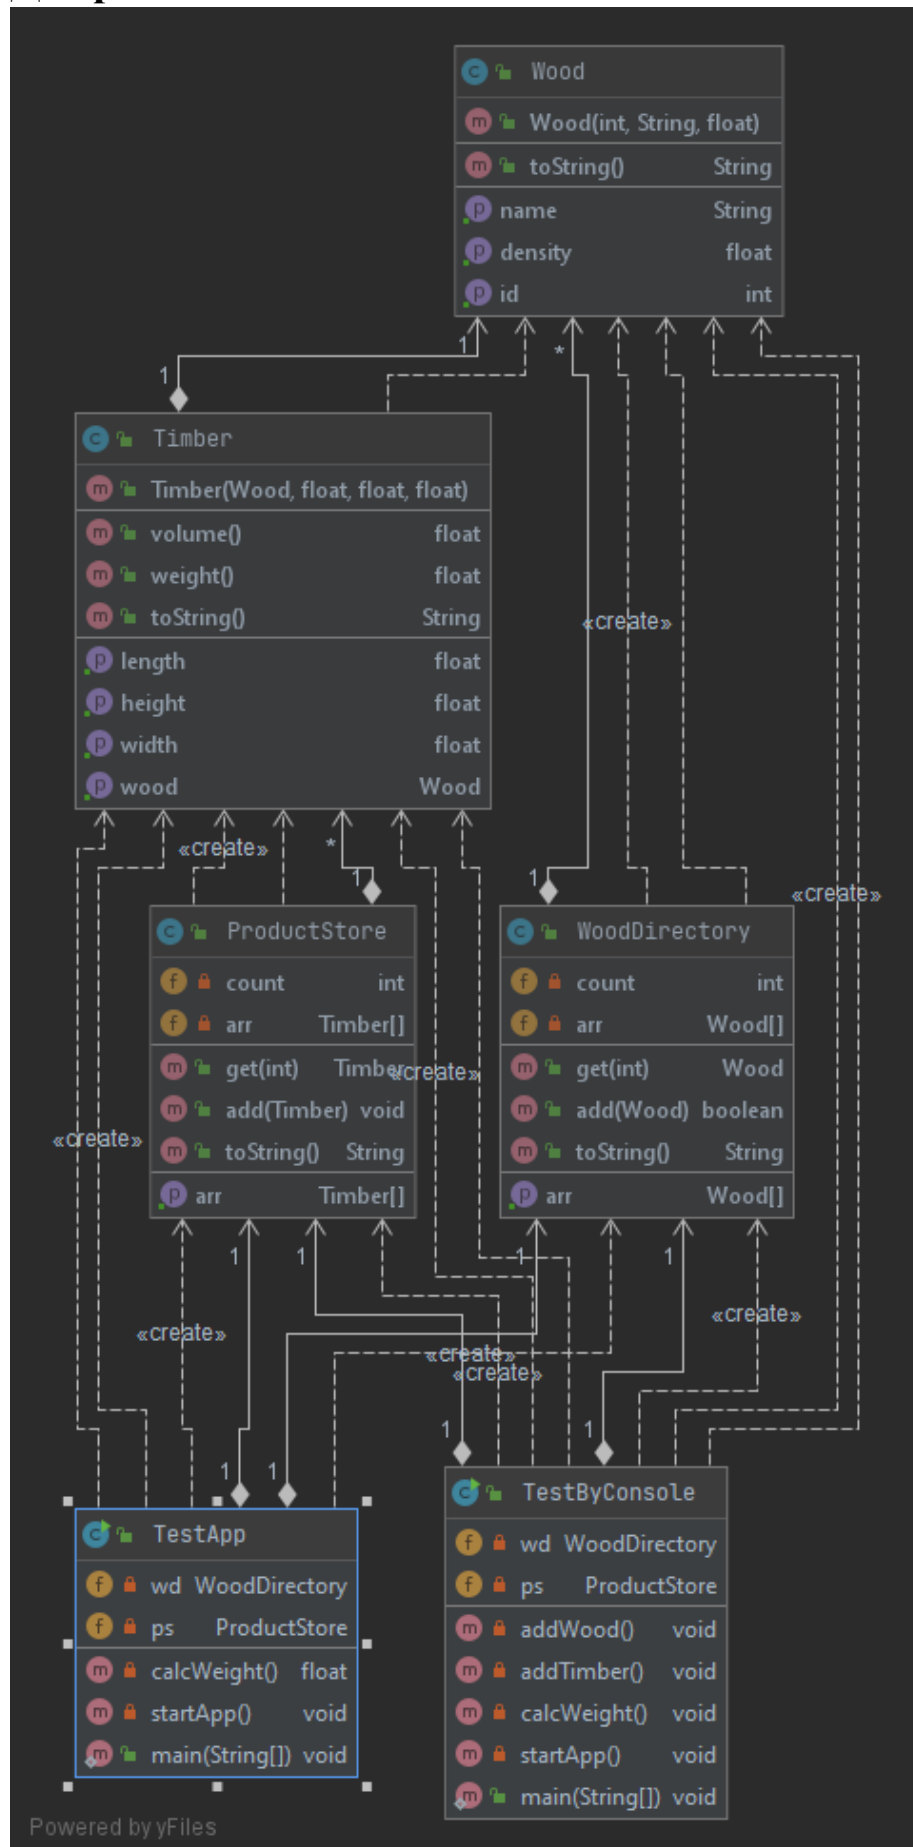 Wood
Wood(int, String, float)
toString() String
name String
density float
id int
1
1
*
Timber
Timber(Wood, float, float, float)
volume() float
weight() float
toString() String
length float
height float
width float
wood Wood
«create»
«create»
*
1
1
«create»
ProductStore
count int
arr Timber[]
get(int) Timber
add(Timber) void
toString() String
arr Timber[]
WoodDirectory
count int
arr Wood[]
get(int) Wood
add(Wood) boolean
toString() String
arr Wood[]
«create»
«create»
1
1
1
1
«create»
«create»
«create»
«create»
1
1
1
1
TestApp
wd WoodDirectory
ps ProductStore
calcWeight() float
startApp() void
main(String[]) void
TestByConsole
wd WoodDirectory
ps ProductStore
addWood() void
addTimber() void
calcWeight() void
startApp() void
main(String[]) void
Powered by yFiles